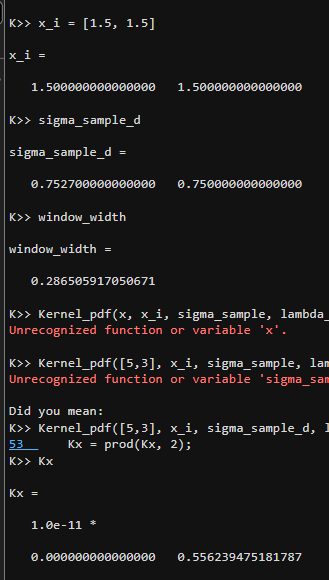 K>> x_i = [1.5, 1.5]
x_i =
1.500000000000000 1.500000000000000
K>> sigma_sample_d
sigma_sample_d =
0.752700000000000 0.750000000000000
K>> window_width
window_width =
0.286505917050671
K>> Kernel_pdf(x, x_i, sigma_sample, lambda_
Unrecognized function or variable 'x'.
K>> Kernel_pdf([5,3], x_i, sigma_sample, lam
Unrecognized function or variable 'sigma_sam
Did you mean:
K>> Kernel_pdf([5,3], x_i, sigma_sample_d, l
53 Kx = prod(Kx, 2);
K>> Kx
Kx =
1.0e-11 *
0.000000000000000 0.556239475181787